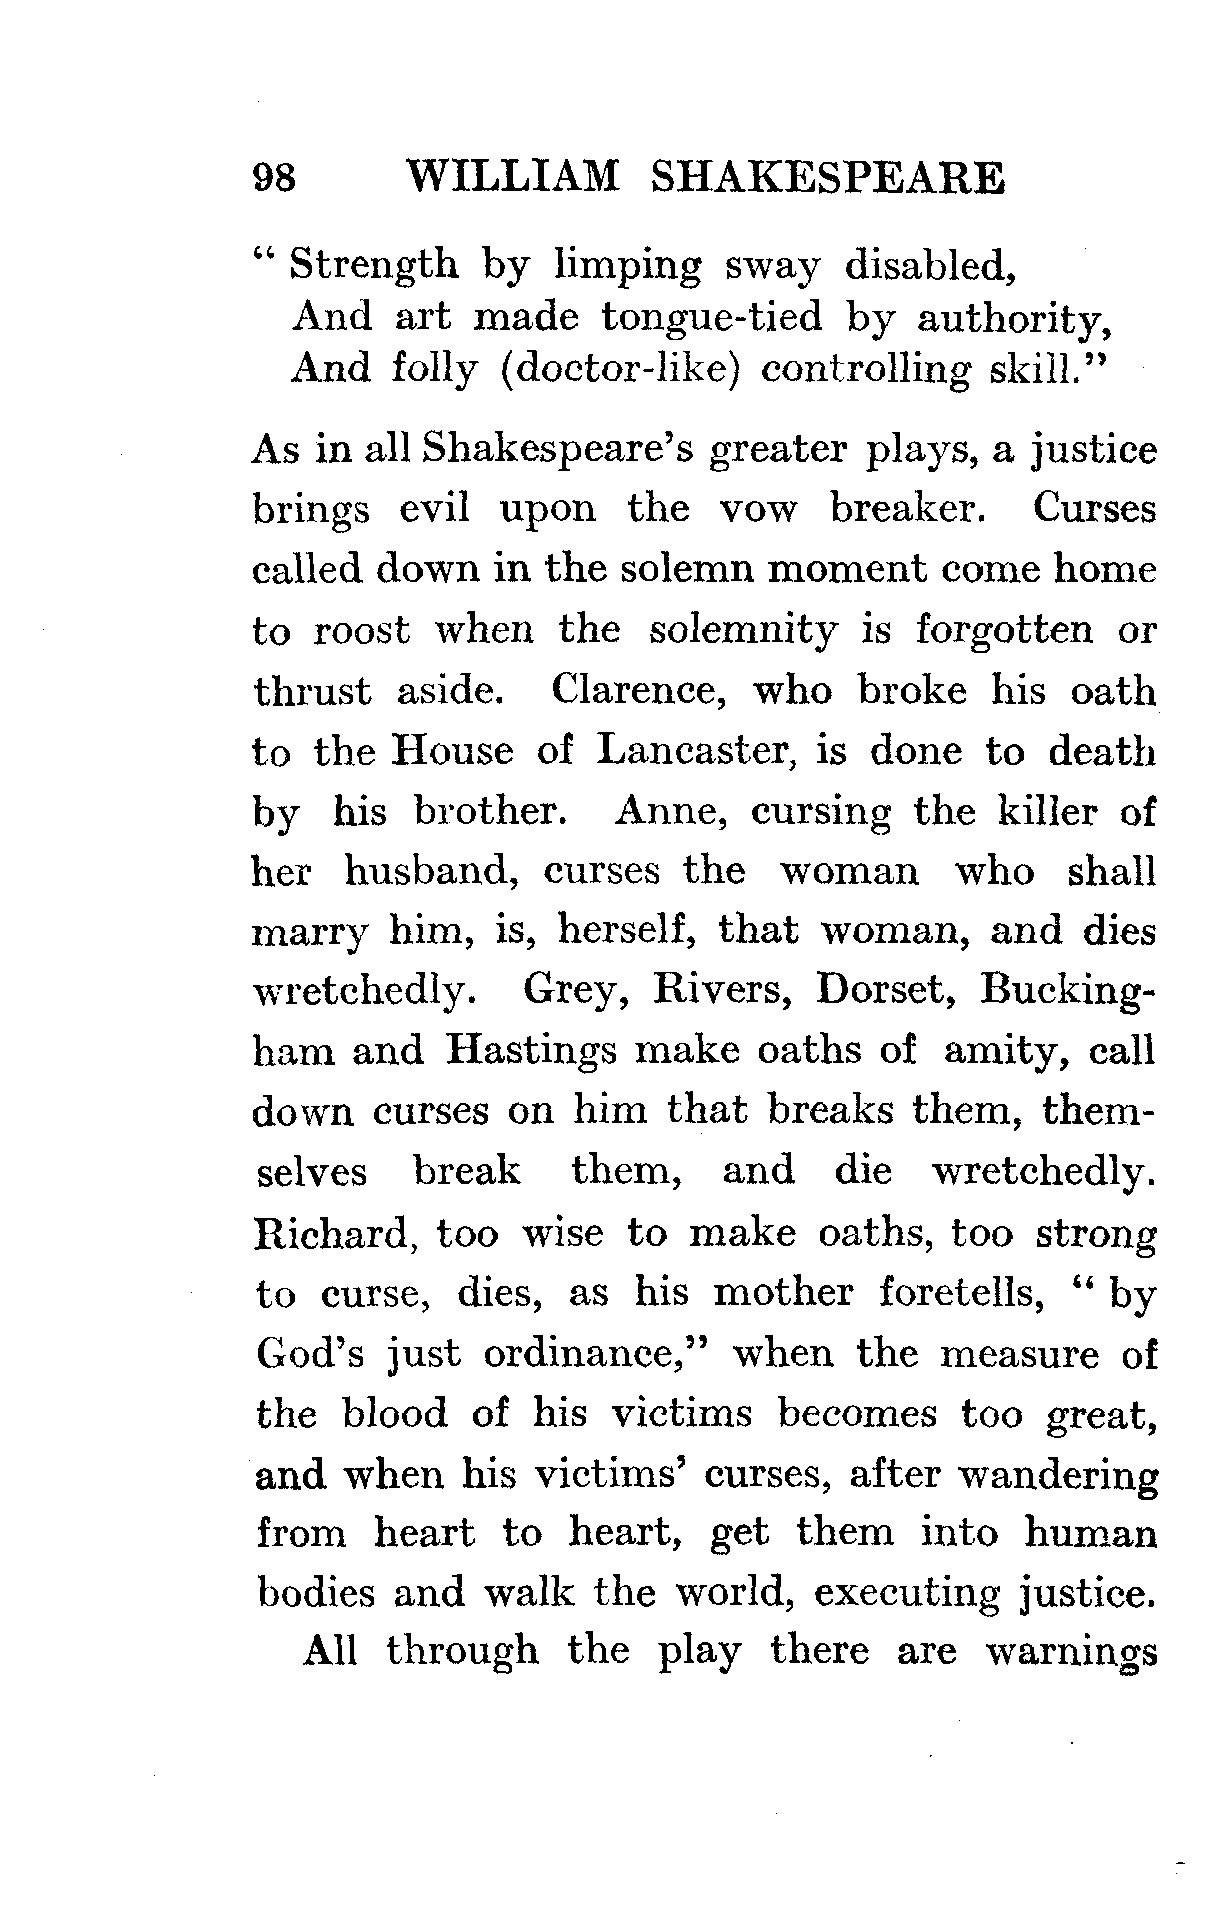 98 WILLIAM SHAKESPEARE
“ Strength by limping sway disabled,
And art made tongue-tied by authority,
And folly (doctor-like) controlling skill.”
As in all Shakespeare’s greater plays, a justice
brings evil upon the vow breaker. Curses
called down in the solemn moment come home
to roost when the solemnity is forgotten or
thrust aside. Clarence, who broke his oath
to the House of Lancaster, is done to death
by his brother. Anne, cursing the killer of
her husband, curses the woman who shall
marry him, is, herself, that woman, and dies
wretchedly. Grey, Rivers, Dorset, Bucking-
ham and Hastings make oaths of amity, call
down curses on him that breaks them, them-
selves break them, and die wretchedly.
Richard, too wise to make oaths, too strong
to curse, dies, as his mother foretells, “ by
God’s just ordinance,” when the measure of
the blood of his victims becomes too great,
and when his victims’ curses, after wandering
from heart to heart, get them into human
bodies and walk the world, executing justice.
All through the play there are warnings